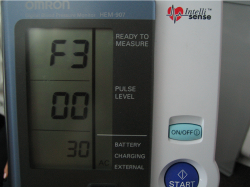 OMRON
Intelli
sense
F3
READY TO
MEASURE
00
PULSE
LEVEL
ON/OFF
30
BATTERY
CHARGING
EXTERNAL
START